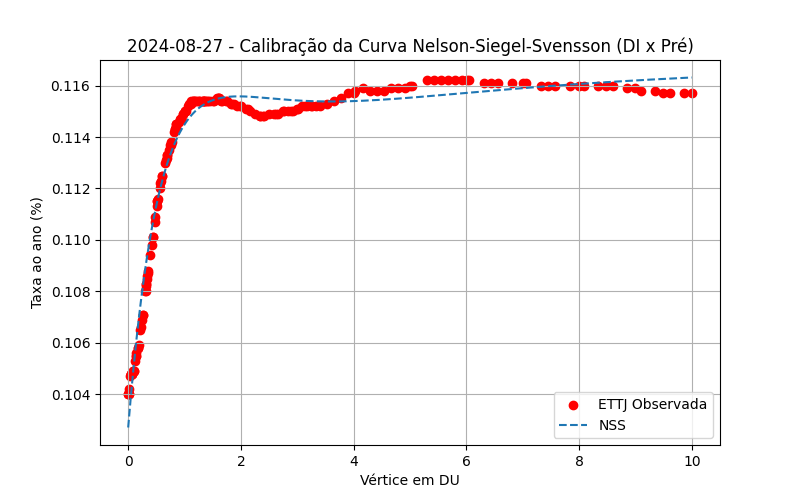 2024-08-27 - Calibração da Curva Nelson-Siegel-Svensson (DI x Pré)
Taxa ao ano (%)
0.116
0.114
0.112
0.110
0.108
0.106
0.104
ETTJ Observada
NSS
0 2 4 6 8 10
Vértice em DU